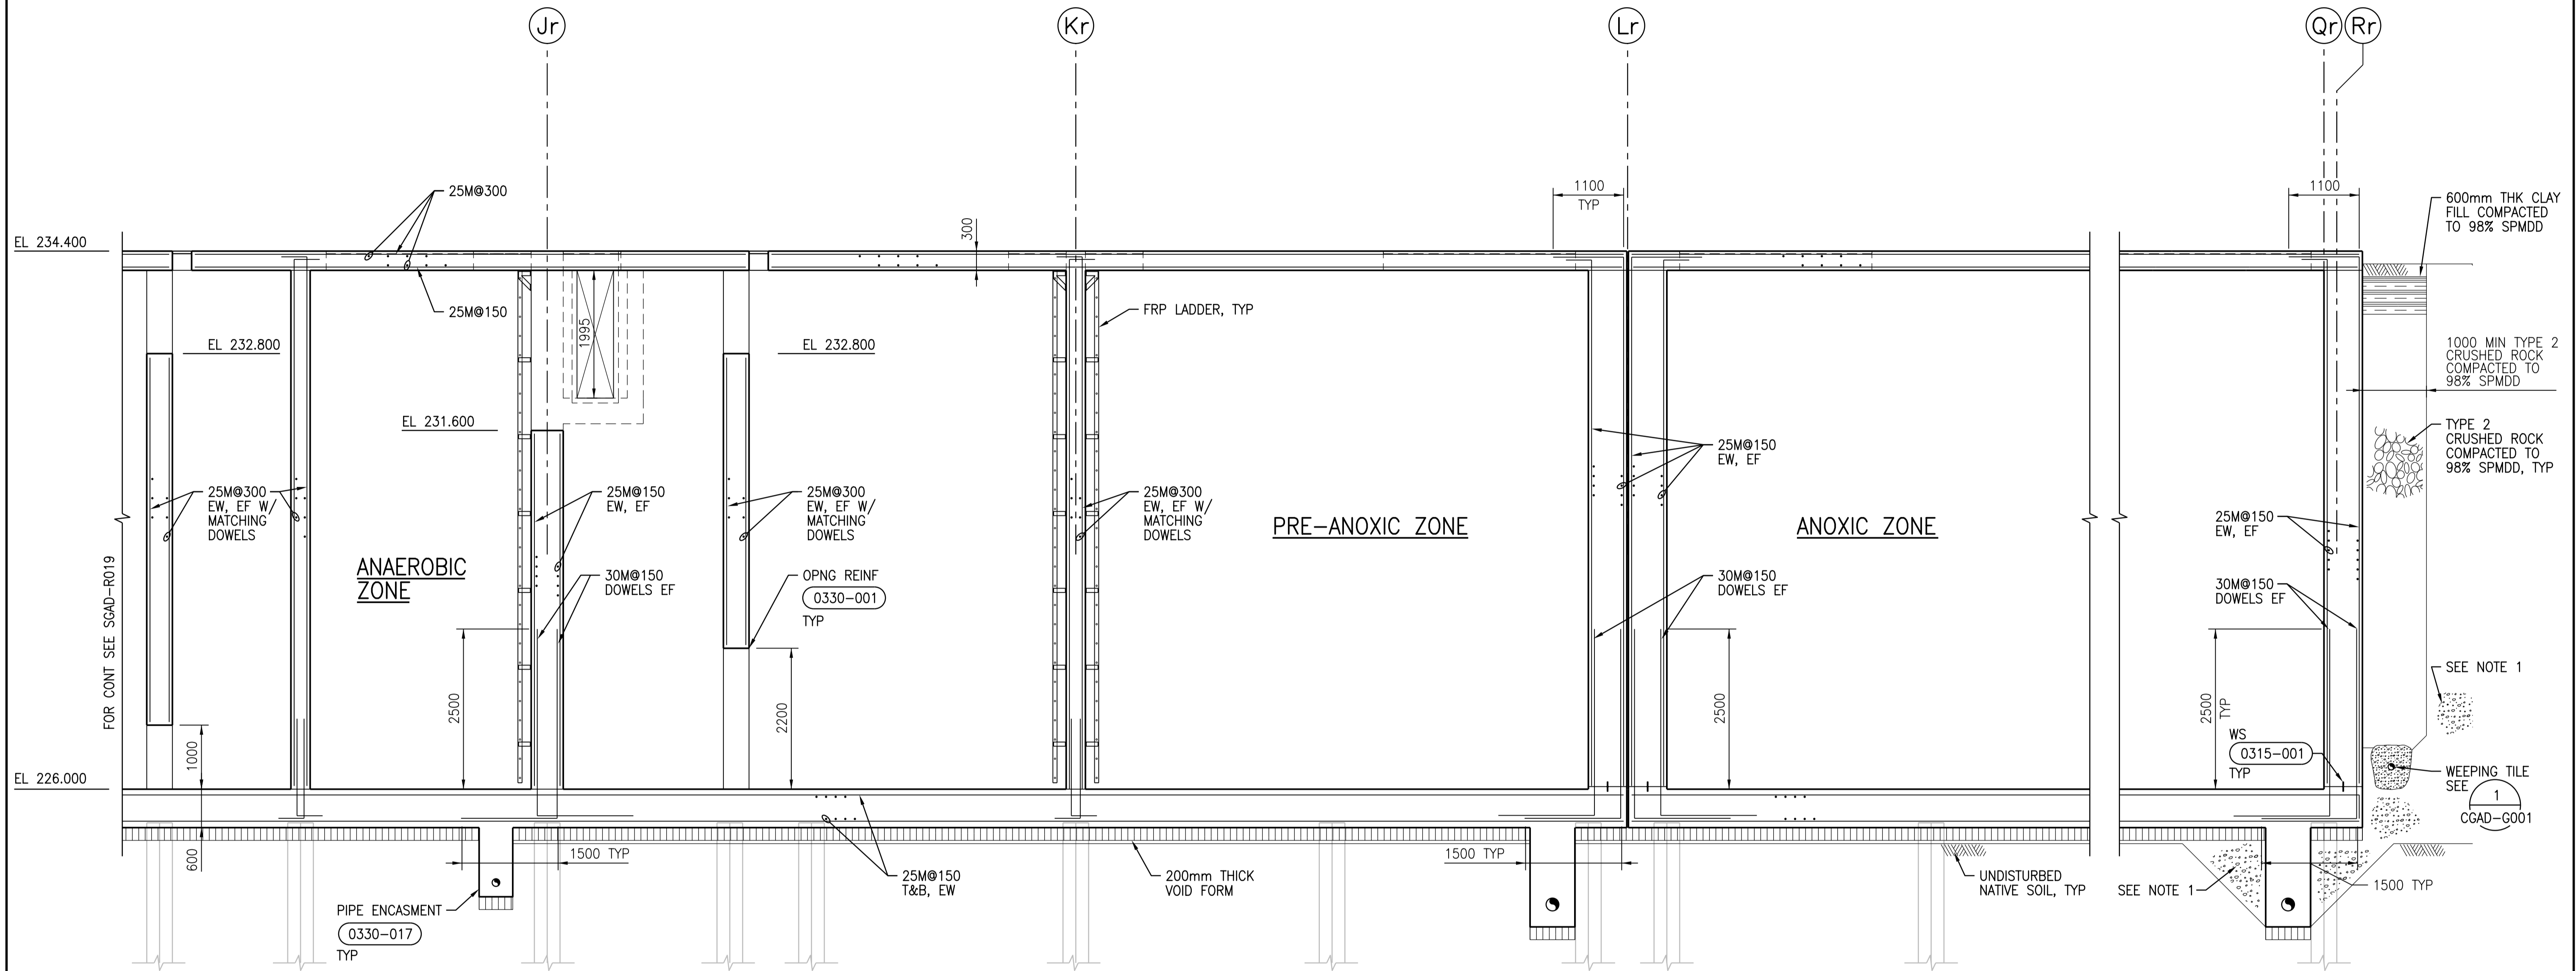 Jr
Kr
Lr
Qr
Rr
25M@300
1100
TYP
1100
600mm THK CLAY
FILL COMPACTED
TO 98% SPMDD
EL 234.400
300
25M@150
1995
FRP LADDER, TYP
EL 232.800
EL 232.800
1000 MIN TYPE 2
CRUSHED ROCK
COMPACTED TO
98% SPMDD
EL 231.600
25M@150
EW, EF
TYPE 2
CRUSHED ROCK
COMPACTED TO
98% SPMDD, TYP
25M@300
EW, EF W/
MATCHING
DOWELS
25M@150
EW, EF
25M@300
EW, EF W/
MATCHING
DOWELS
25M@300
EW, EF W/
MATCHING
DOWELS
PRE-ANOXIC ZONE
ANOXIC ZONE
25M@150
EW, EF
FOR CONT SEE SGAD-R019
ANAEROBIC
ZONE
30M@150
DOWELS EF
OPNG REINF
0330-001
TYP
30M@150
DOWELS EF
30M@150
DOWELS EF
2500
2200
2500
2500
TYP
SEE NOTE 1
1000
WS
0315-001
TYP
EL 226.000
WEEPING TILE
SEE
1
CGAD-G001
600
1500 TYP
1500 TYP
25M@150
T&B, EW
200mm THICK
VOID FORM
UNDISTURBED
NATIVE SOIL, TYP
SEE NOTE 1
1500 TYP
PIPE ENCASMENT
0330-017
TYP